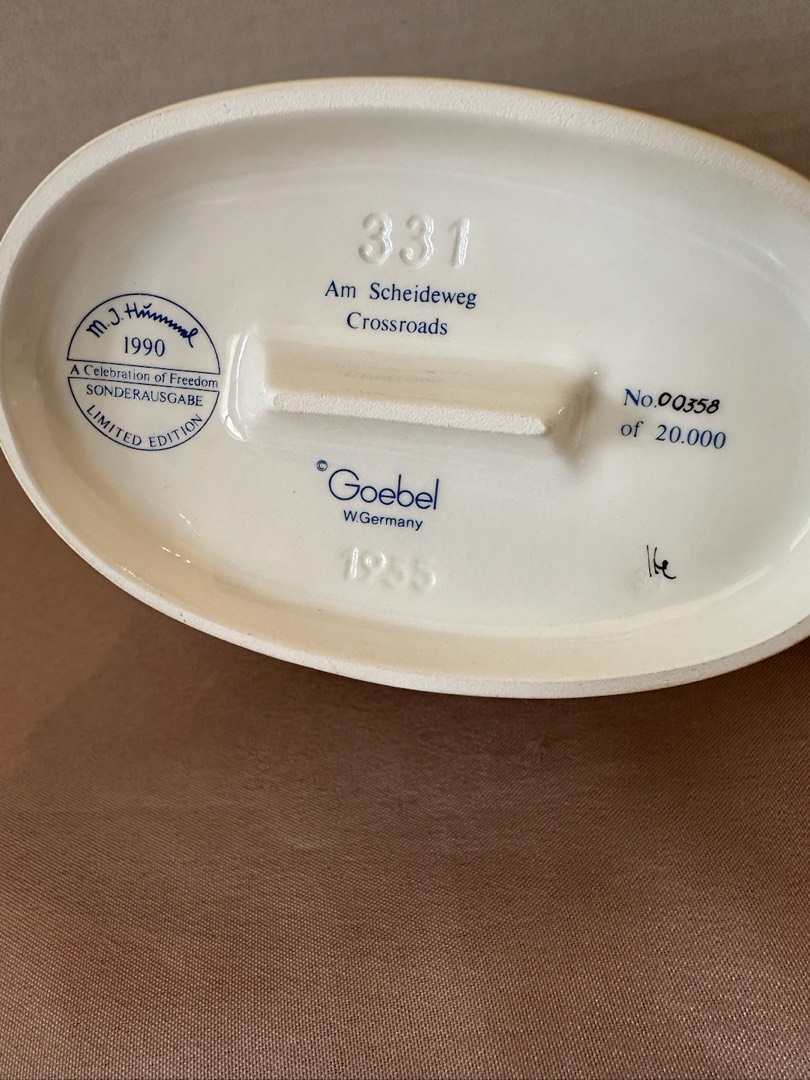 331
Am Scheideweg
Crossroads
M.J. Hümmel
1990
A Celebration of Freedom
SONDERAUSGABE
LIMITED EDITION
No.00358
of 20.000
© Goebel
W.Germany
1955